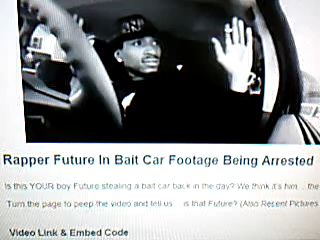 Rapper Future In Bait Car Footage Being Arrested
Is this YOUR boy Future stealing a bait car back in the day? We think it's him... the
Turn the page to peep the video and tell us... is that Future? (Also Recent Pictures
Video Link & Embed Code